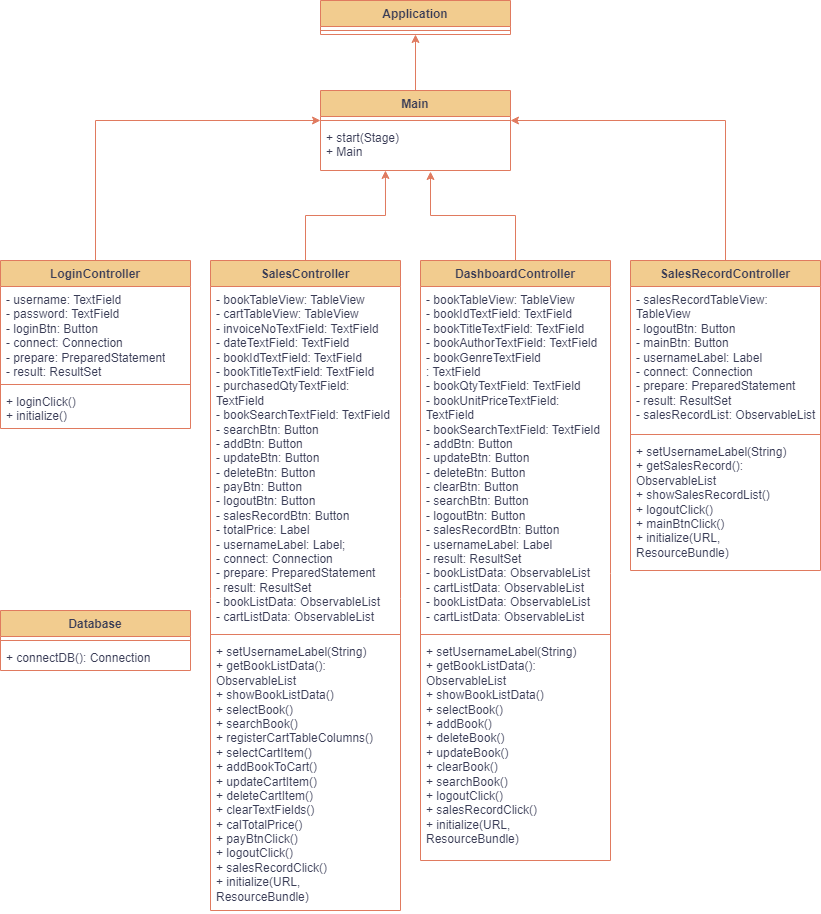 Application
Main
+ start(Stage)
+ Main
LoginController
- username: TextField
- password: TextField
- loginBtn: Button
- connect: Connection
- prepare: PreparedStatement
- result: ResultSet
+ loginClick()
+ initialize()
SalesController
- bookTableView: TableView
- cartTableView: TableView
- invoiceNoTextField: TextField
- dateTextField: TextField
- bookIdTextField: TextField
- bookTitleTextField: TextField
- purchasedQtyTextField:
TextField
- bookSearchTextField: TextField
- searchBtn: Button
- addBtn: Button
- updateBtn: Button
- deleteBtn: Button
- payBtn: Button
- logoutBtn: Button
- salesRecordBtn: Button
- totalPrice: Label
- usernameLabel: Label;
- connect: Connection
- prepare: PreparedStatement
- result: ResultSet
- bookListData: ObservableList
- cartListData: ObservableList
+ setUsernameLabel(String)
+ getBookListData():
ObservableList
+ showBookListData()
+ selectBook()
+ searchBook()
+ registerCartTableColumns()
+ selectCartItem()
+ addBookToCart()
+ updateCartItem()
+ deleteCartItem()
+ clearTextFields()
+ calTotalPrice()
+ payBtnClick()
+ logoutClick()
+ salesRecordClick()
+ initialize(URL,
ResourceBundle)
DashboardController
- bookTableView: TableView
- bookIdTextField: TextField
- bookTitleTextField: TextField
- bookAuthorTextField: TextField
- bookGenreTextField
: TextField
- bookQtyTextField: TextField
- bookUnitPriceTextField:
TextField
- bookSearchTextField: TextField
- addBtn: Button
- updateBtn: Button
- deleteBtn: Button
- clearBtn: Button
- searchBtn: Button
- logoutBtn: Button
- salesRecordBtn: Button
- usernameLabel: Label
- result: ResultSet
- bookListData: ObservableList
- cartListData: ObservableList
- bookListData: ObservableList
- cartListData: ObservableList
+ setUsernameLabel(String)
+ getBookListData():
ObservableList
+ showBookListData()
+ selectBook()
+ addBook()
+ deleteBook()
+ updateBook()
+ clearBook()
+ searchBook()
+ logoutClick()
+ salesRecordClick()
+ initialize(URL,
ResourceBundle)
SalesRecordController
- salesRecordTableView:
TableView
- logoutBtn: Button
- mainBtn: Button
- usernameLabel: Label
- connect: Connection
- prepare: PreparedStatement
- result: ResultSet
- salesRecordList: ObservableList
+ setUsernameLabel(String)
+ getSalesRecord():
ObservableList
+ showSalesRecordList()
+ logoutClick()
+ mainBtnClick()
+ initialize(URL,
ResourceBundle)
Database
+ connectDB(): Connection